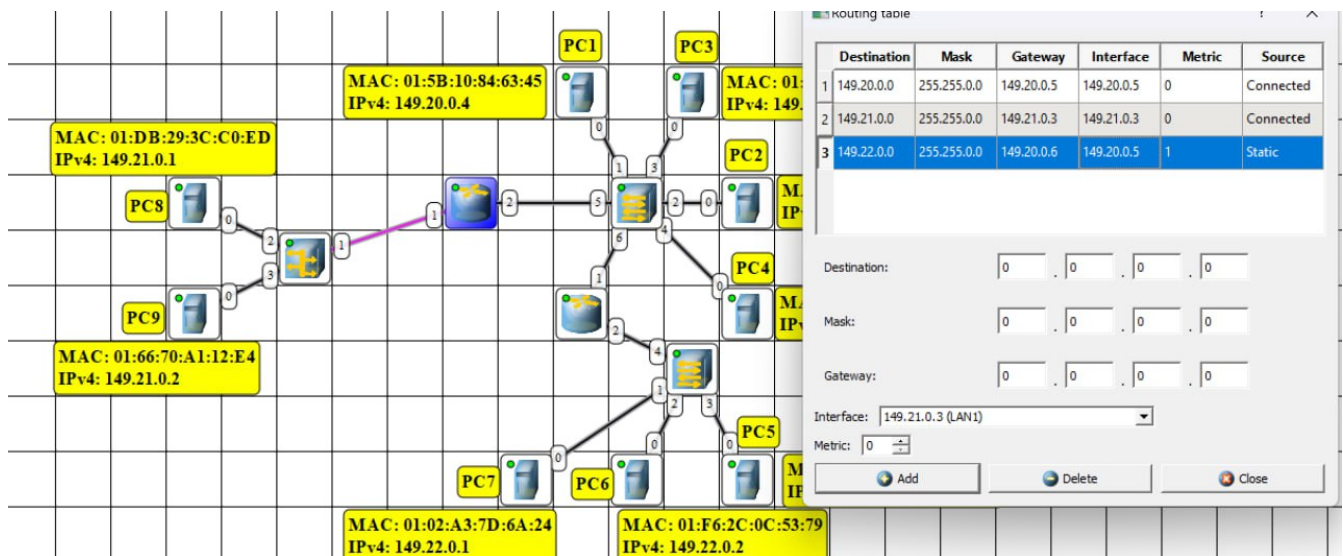 Routing table
PC1
PC3
MAC: 01:5B:10:84:63:45
IPv4: 149.20.0.4
MAC: 01:
IPv4: 149.
MAC: 01:DB:29:3C:C0:ED
IPv4: 149.21.0.1
PC2
PC8
PC4
PC9
MAC: 01:66:70:A1:12:E4
IPv4: 149.21.0.2
PC5
PC7
PC6
MAC: 01:02:A3:7D:6A:24
IPv4: 149.22.0.1
MAC: 01:F6:2C:0C:53:79
IPv4: 149.22.0.2
Destination Mask Gateway Interface Metric Source
1 149.20.0.0 255.255.0.0 149.20.0.5 149.20.0.5 0 Connected
2 149.21.0.0 255.255.0.0 149.21.0.3 149.21.0.3 0 Connected
3 149.22.0.0 255.255.0.0 149.20.0.6 149.20.0.5 1 Static
Destination: 0 . 0 . 0 . 0
Mask: 0 . 0 . 0 . 0
Gateway: 0 . 0 . 0 . 0
Interface: 149.21.0.3 (LAN1)
Metric: 0
Add Delete Close